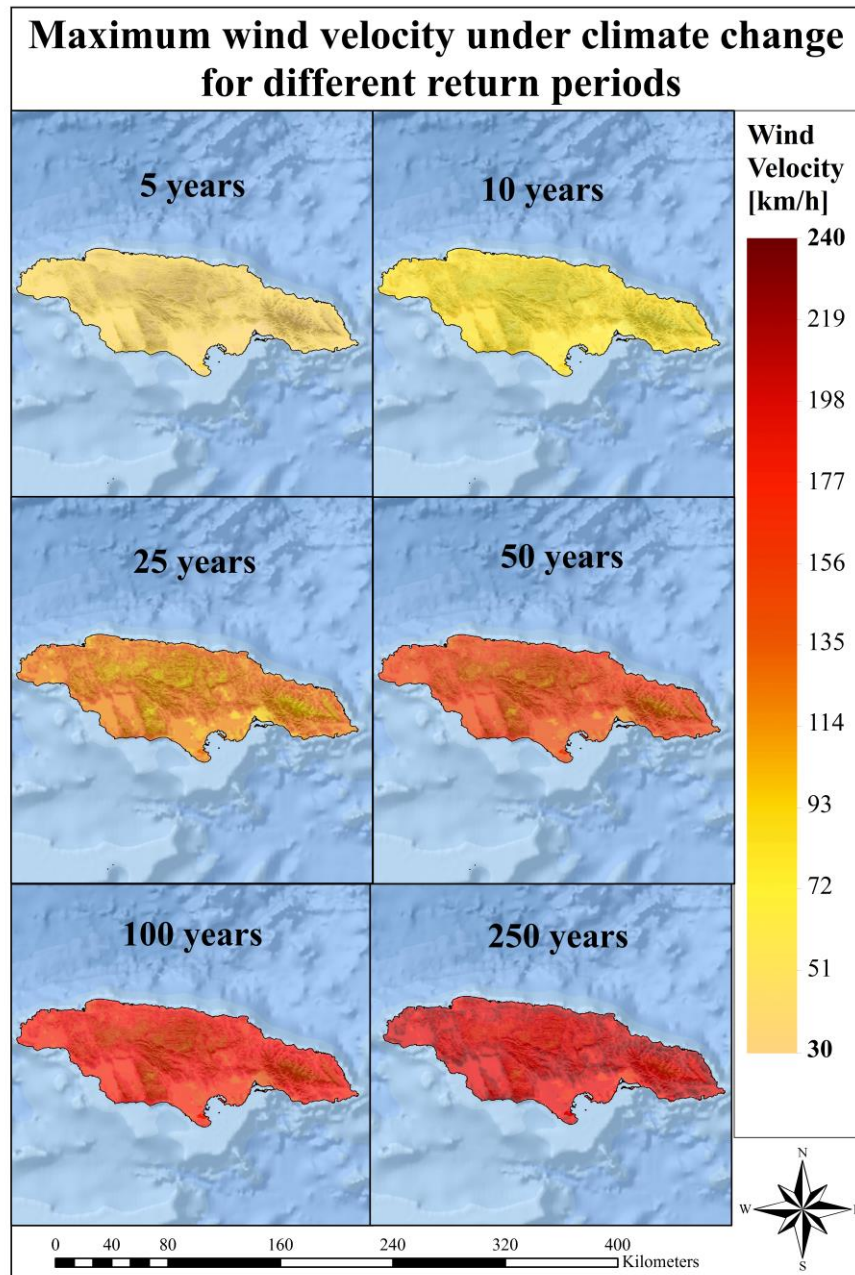 Maximum wind velocity under climate change
for different return periods
5 years
10 years
Wind
Velocity
[km/h]
240
219
198
177
156
135
114
93
72
51
30
25 years
50 years
100 years
250 years
N
W
E
S
0 40 80 160 240 320 400
Kilometers